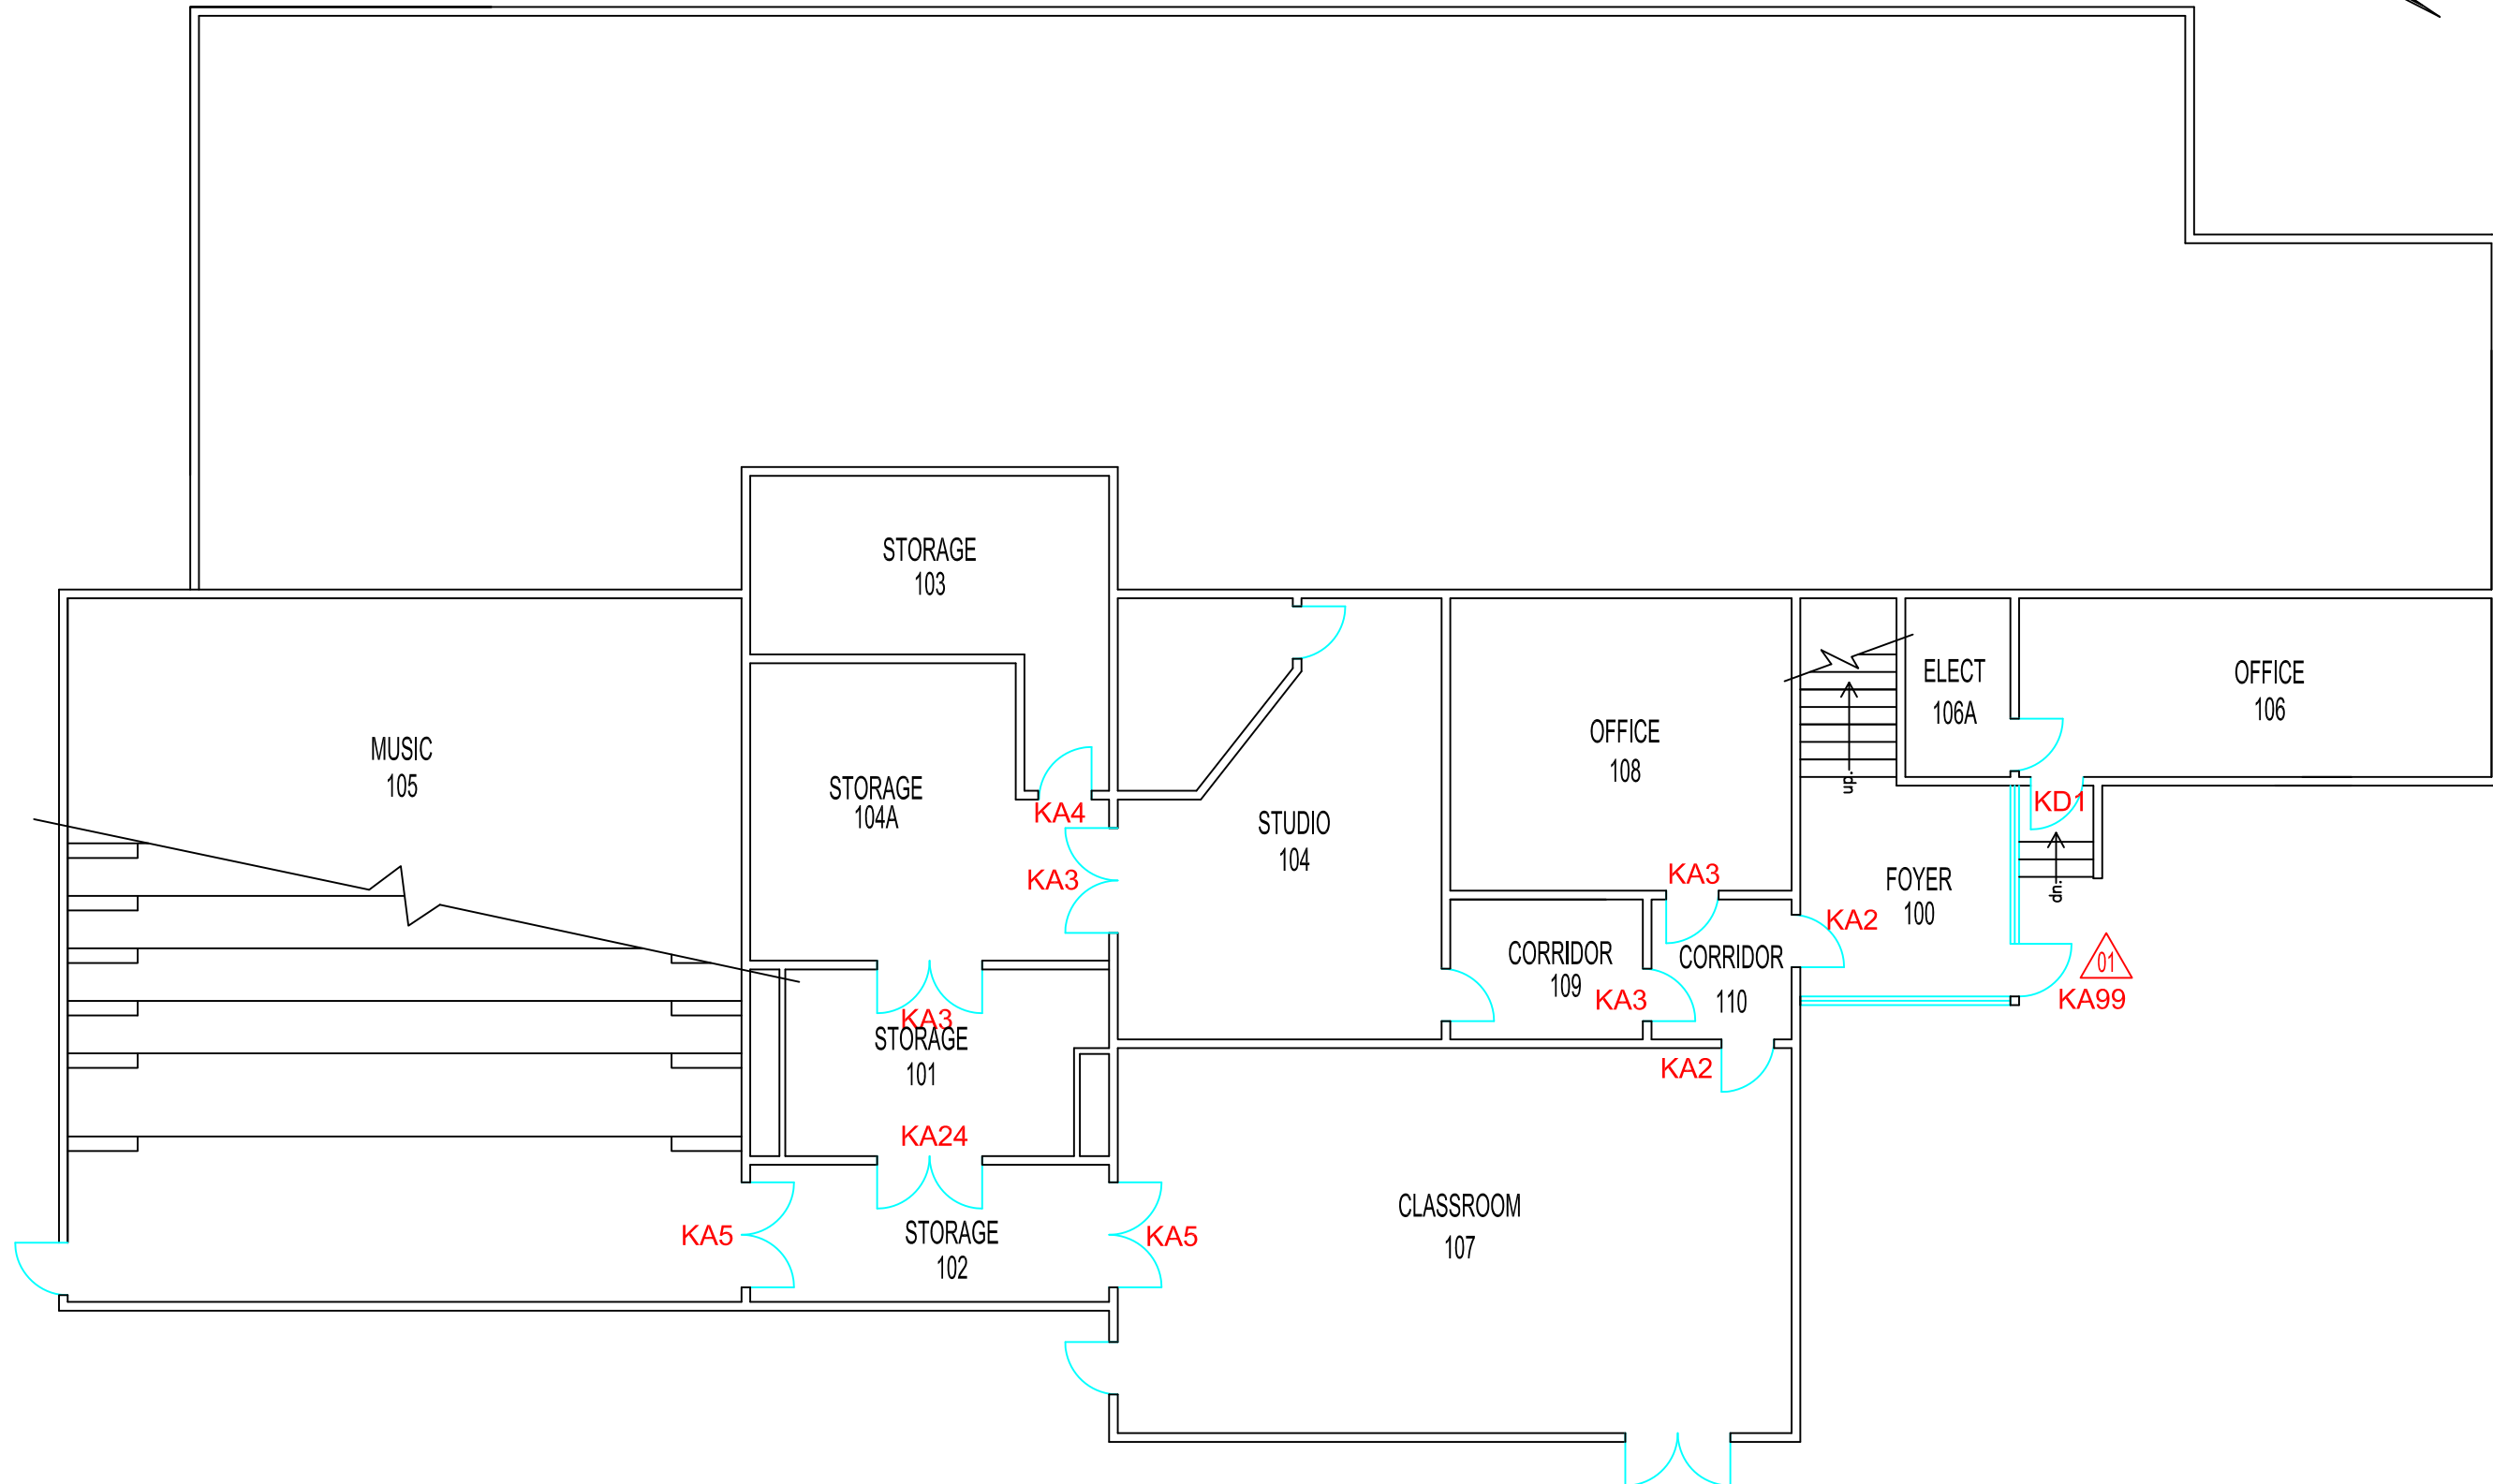 STORAGE
103
ELECT
106A
OFFICE
106
OFFICE
108
MUSIC
105
STORAGE
104A
up.
KD1
KA4
STUDIO
104
KA3
KA3
FOYER
100
dn.
KA2
CORRIDOR
109
CORRIDOR
110
01
KA3
KA99
KA3
STORAGE
101
KA2
KA24
CLASSROOM
107
KA5
STORAGE
102
KA5